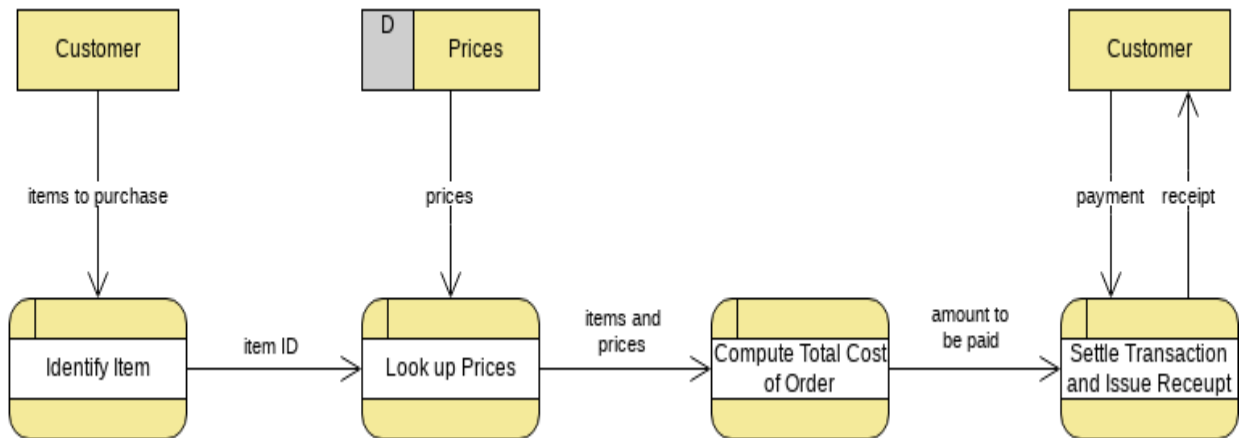 Customer
D
Prices
Customer
items to purchase
prices
payment
receipt
Identify Item
item ID
Look up Prices
items and
prices
Compute Total Cost
of Order
amount to
be paid
Settle Transaction
and Issue Receupt